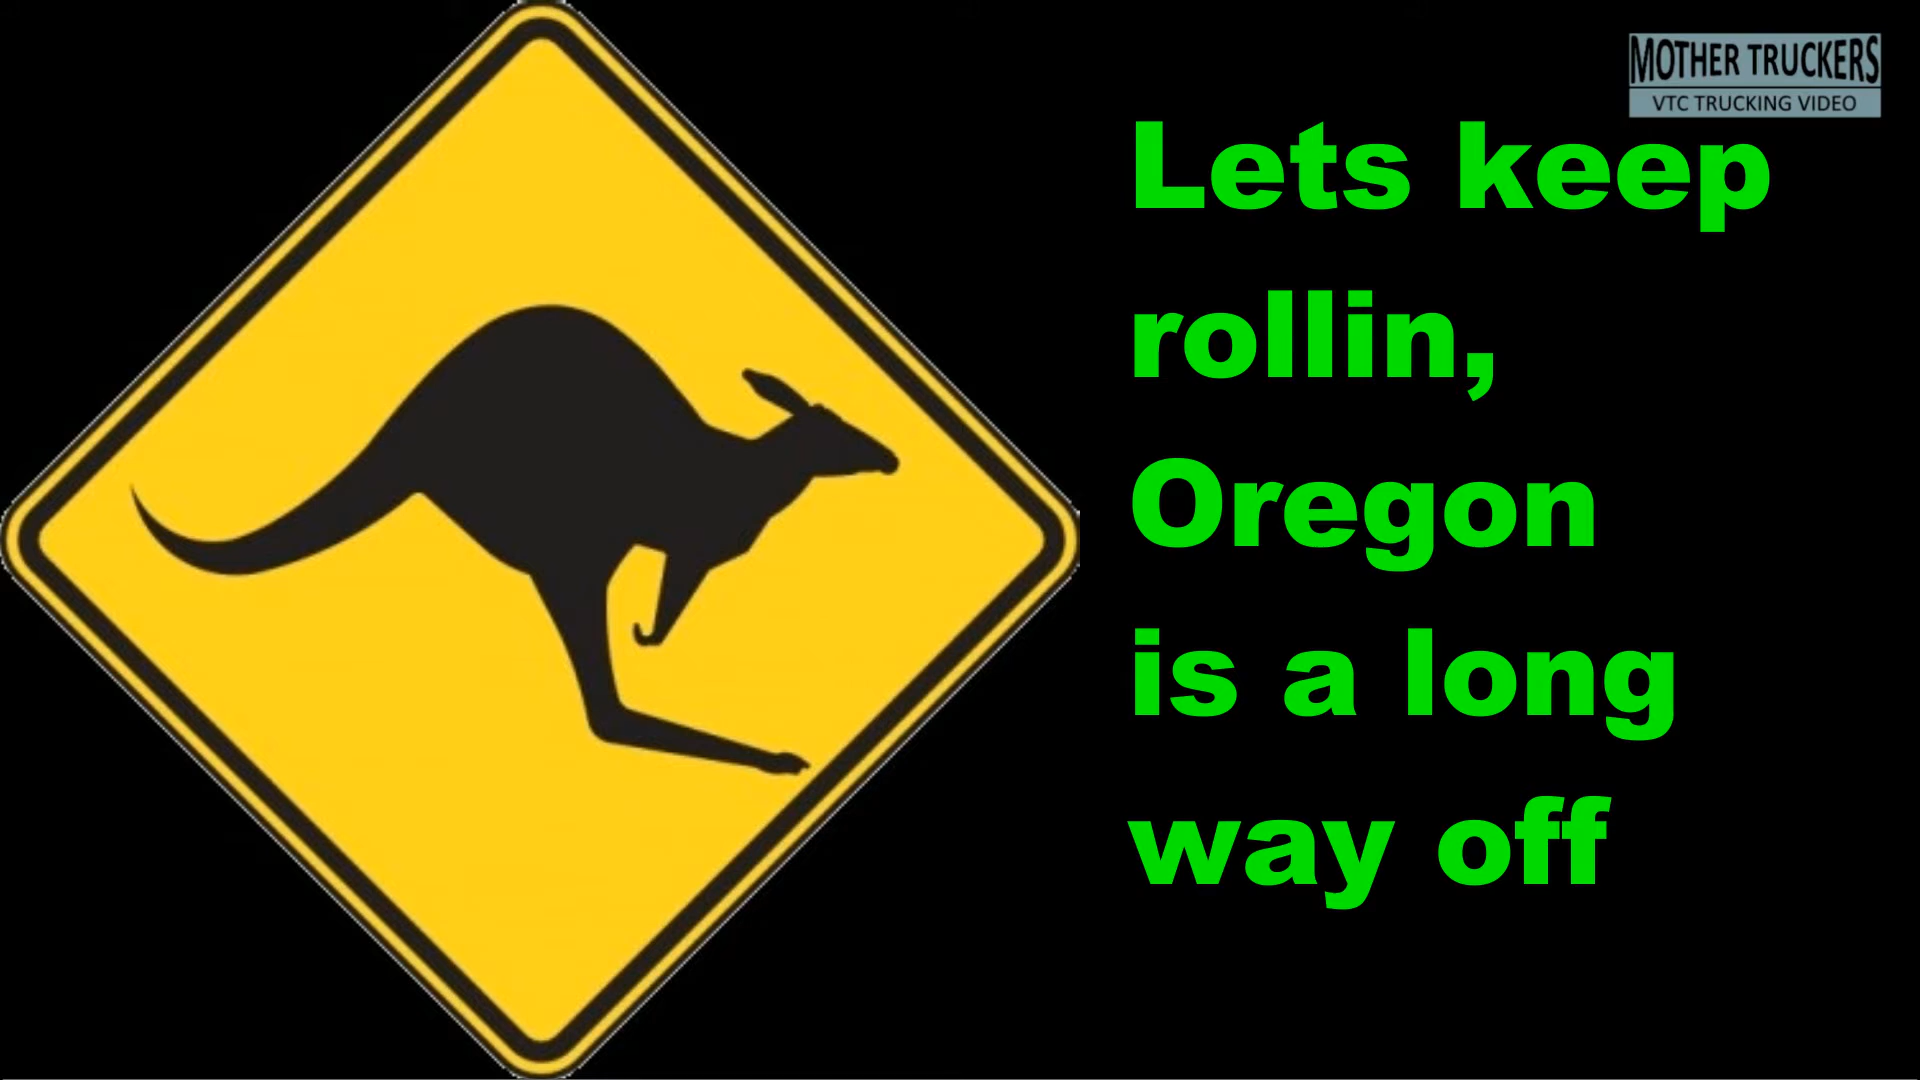 MOTHER TRUCKERS
VTC TRUCKING VIDEO
Lets keep
rollin,
Oregon
is a long
way off